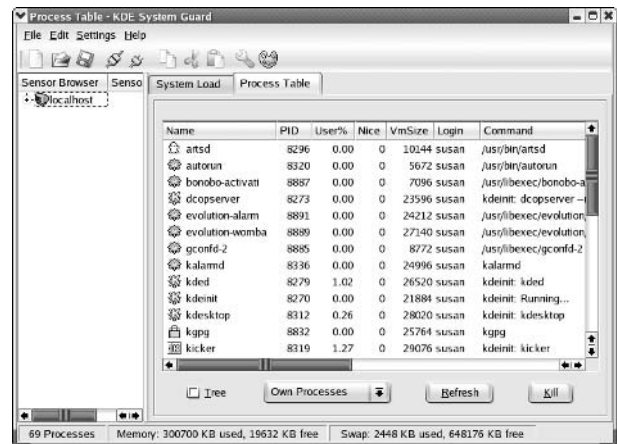 Process Table - KDE System Guard
File Edit Settings Help
Sensor Browser Senso
localhost
System Load Process Table
Name PID User% Nice VmSize Login Command
artsd 8296 0.00 0 10144 susan /usr/bin/artsd
autorun 8320 0.00 0 5672 susan /usr/bin/autorun
bonobo-activati 8887 0.00 0 7096 susan /usr/libexec/bonobo-a
dcopserver 8273 0.00 0 23596 susan kdeinit: dcopserver --
evolution-alarm 8891 0.00 0 24212 susan /usr/libexec/evolution
evolution-womba 8889 0.00 0 27140 susan /usr/libexec/evolution
gconfd-2 8885 0.00 0 8772 susan /usr/libexec/gconfd-2
kalarmd 8336 0.00 0 24996 susan kalarmd
kded 8279 1.02 0 26520 susan kdeinit: kded
kdeinit 8270 0.00 0 21884 susan kdeinit: Running...
kdesktop 8312 0.26 0 28020 susan kdeinit: kdesktop
kgpg 8832 0.00 0 25764 susan kgpg
kicker 8319 1.27 0 29076 susan kdeinit: kicker
Tree Own Processes Refresh Kill
69 Processes Memory: 300700 KB used, 19632 KB free Swap: 2448 KB used, 648176 KB free